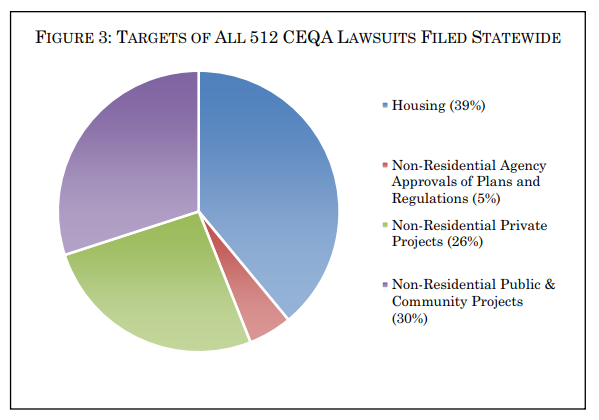 FIGURE 3: TARGETS OF ALL 512 CEQA LAWSUITS FILED STATEWIDE
Housing (39%)
Non-Residential Agency
Approvals of Plans and
Regulations (5%)
Non-Residential Private
Projects (26%)
Non-Residential Public &
Community Projects
(30%)